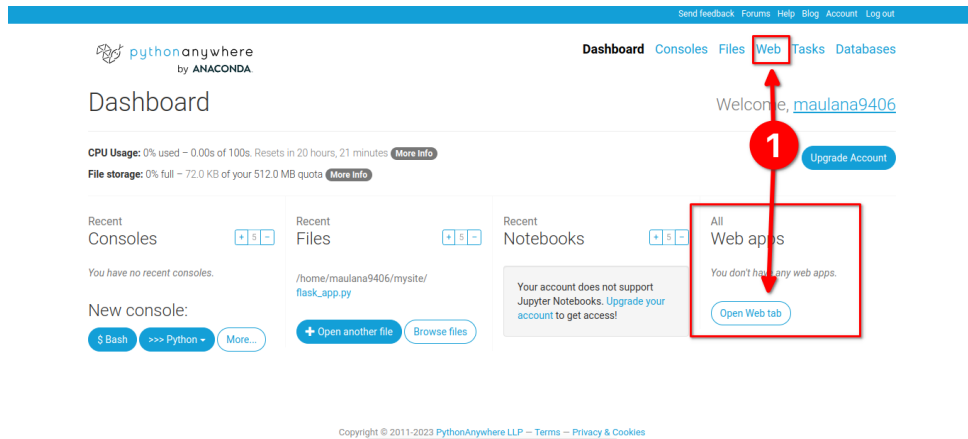 Send feedback Forums Help Blog Account Log out
pythonanywhere
by ANACONDA.
Dashboard Consoles Files Web Tasks Databases
Dashboard
Welcome, maulana9406
CPU Usage: 0% used – 0.00s of 100s. Resets in 20 hours, 21 minutes More Info
File storage: 0% full – 72.0 KB of your 512.0 MB quota More Info
1
Upgrade Account
Recent
Consoles
+ 5 −
You have no recent consoles.
New console:
$ Bash >>> Python More...
Recent
Files
+ 5 −
/home/maulana9406/mysite/
flask_app.py
+ Open another file Browse files
Recent
Notebooks
+ 5 −
Your account does not support
Jupyter Notebooks. Upgrade your
account to get access!
All
Web apps
You don't have any web apps.
Open Web tab
Copyright © 2011-2023 PythonAnywhere LLP — Terms — Privacy & Cookies